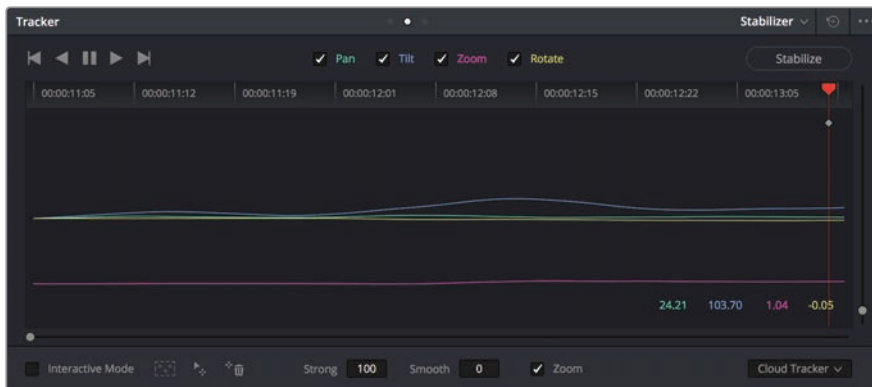 Tracker
Stabilizer
Pan Tilt Zoom Rotate
Stabilize
00:00:11:05 00:00:11:12 00:00:11:19 00:00:12:01 00:00:12:08 00:00:12:15 00:00:12:22 00:00:13:05
24.21 103.70 1.04 -0.05
Interactive Mode Strong 100 Smooth 0 Zoom Cloud Tracker